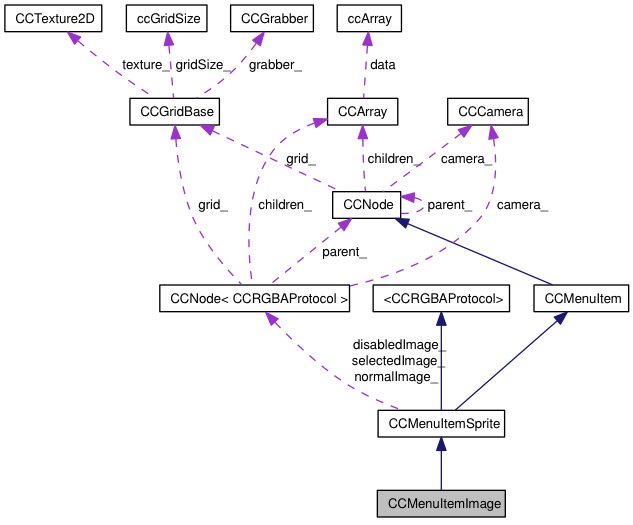 CCTexture2D
ccGridSize
CCGrabber
ccArray
texture_
gridSize_
grabber_
data
CCGridBase
CCArray
CCCamera
grid_
children_
camera_
CCNode
parent_
grid_
children_
camera_
parent_
CCNode< CCRGBAProtocol >
<CCRGBAProtocol>
CCMenuItem
disabledImage_
selectedImage_
normalImage_
CCMenuItemSprite
CCMenuItemImage